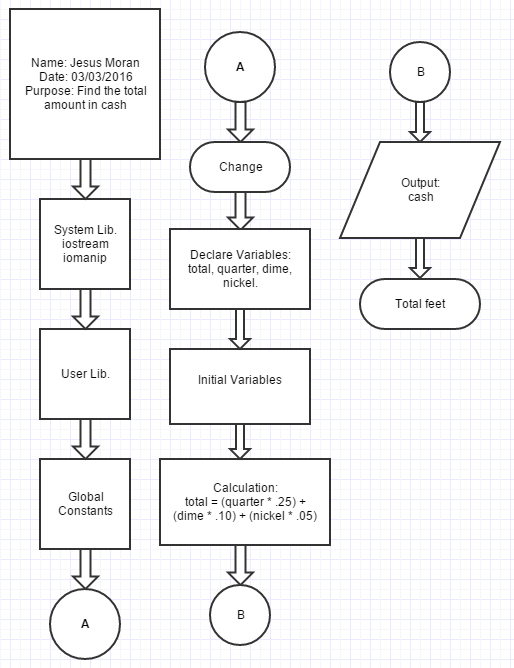 Name: Jesus Moran
Date: 03/03/2016
Purpose: Find the total
amount in cash
System Lib.
iostream
iomanip
User Lib.
Global
Constants
A
A
Change
Declare Variables:
total, quarter, dime,
nickel.
Initial Variables
Calculation:
total = (quarter * .25) +
(dime * .10) + (nickel * .05)
B
B
Output:
cash
Total feet